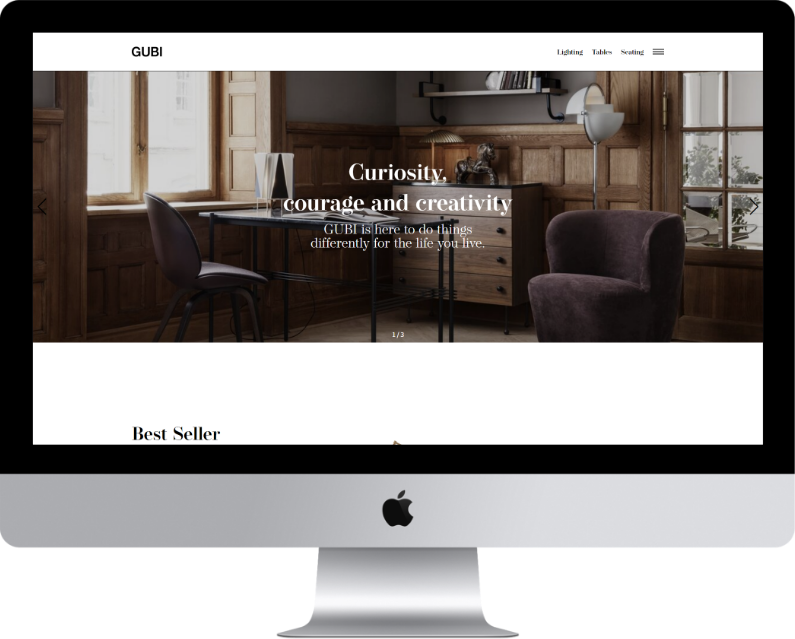 GUBI
Lighting Tables Seating
Curiosity,
courage and creativity
GUBI is here to do things
differently for the life you live.
1/3
Best Seller